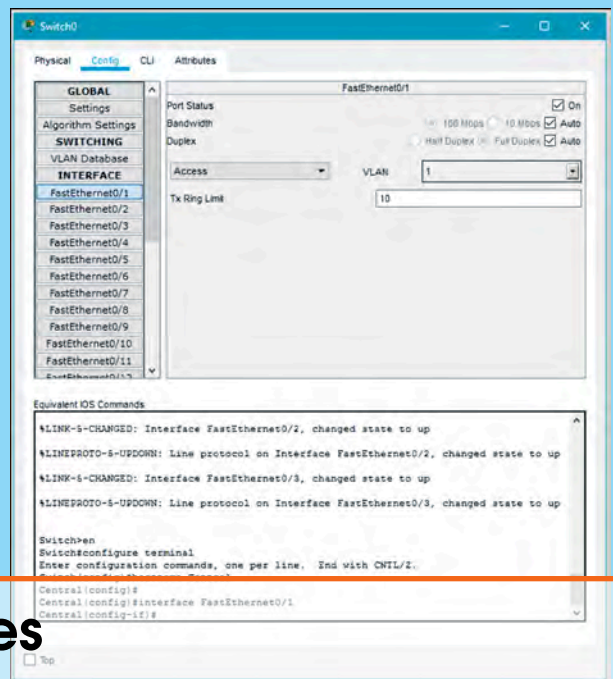 Switch0
Physical Config CLI Attributes
GLOBAL
Settings
Algorithm Settings
SWITCHING
VLAN Database
INTERFACE
FastEthernet0/1
FastEthernet0/2
FastEthernet0/3
FastEthernet0/4
FastEthernet0/5
FastEthernet0/6
FastEthernet0/7
FastEthernet0/8
FastEthernet0/9
FastEthernet0/10
FastEthernet0/11
FastEthernet0/12
FastEthernet0/1
Port Status On
Bandwidth 100 Mbps 10 Mbps Auto
Duplex Half Duplex Full Duplex Auto
Access VLAN 1
Tx Ring Limit 10
Equivalent IOS Commands
%LINK-5-CHANGED: Interface FastEthernet0/2, changed state to up
%LINEPROTO-5-UPDOWN: Line protocol on Interface FastEthernet0/2, changed state to up
%LINK-5-CHANGED: Interface FastEthernet0/3, changed state to up
%LINEPROTO-5-UPDOWN: Line protocol on Interface FastEthernet0/3, changed state to up
Switch>en
Switch#configure terminal
Enter configuration commands, one per line. End with CNTL/Z.
Central(config)#
Central(config)#interface FastEthernet0/1
Central(config-if)#
es
Top